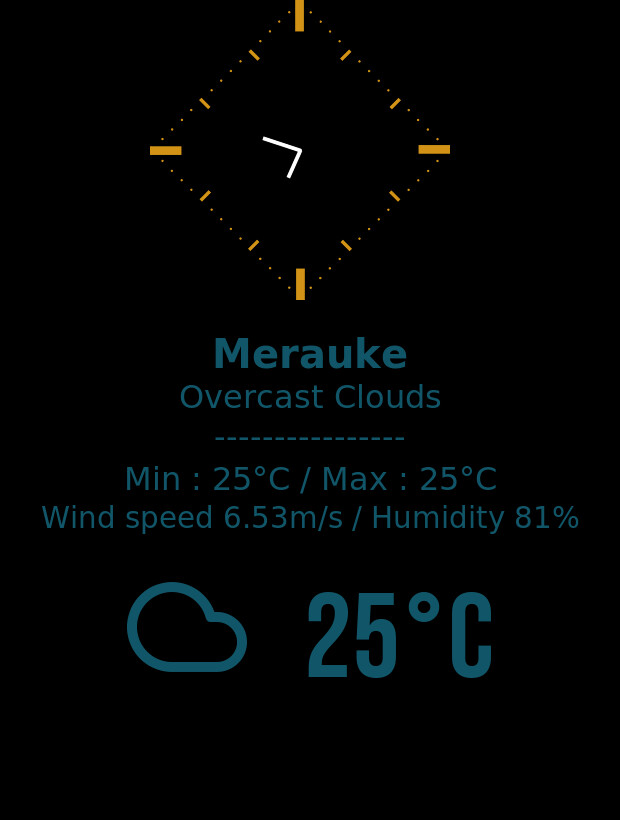 Merauke
Overcast Clouds
----------------
Min : 25°C / Max : 25°C
Wind speed 6.53m/s / Humidity 81%
25°C